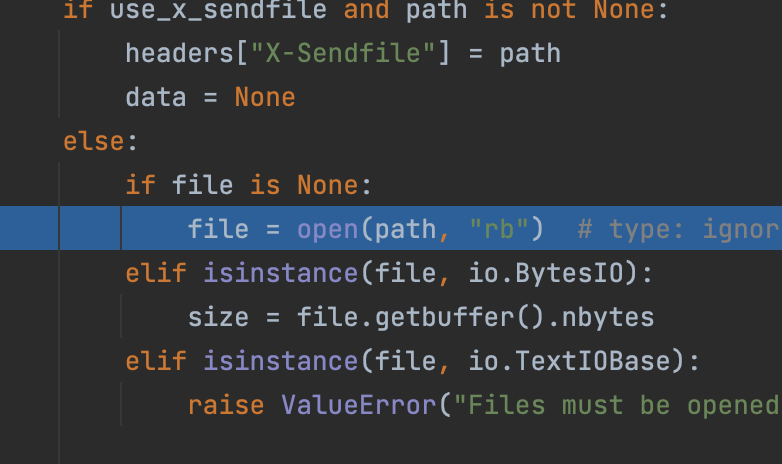 if use_x_sendfile and path is not None:
    headers["X-Sendfile"] = path
    data = None
else:
    if file is None:
        file = open(path, "rb")  # type: ignor
    elif isinstance(file, io.BytesIO):
        size = file.getbuffer().nbytes
    elif isinstance(file, io.TextIOBase):
        raise ValueError("Files must be opened